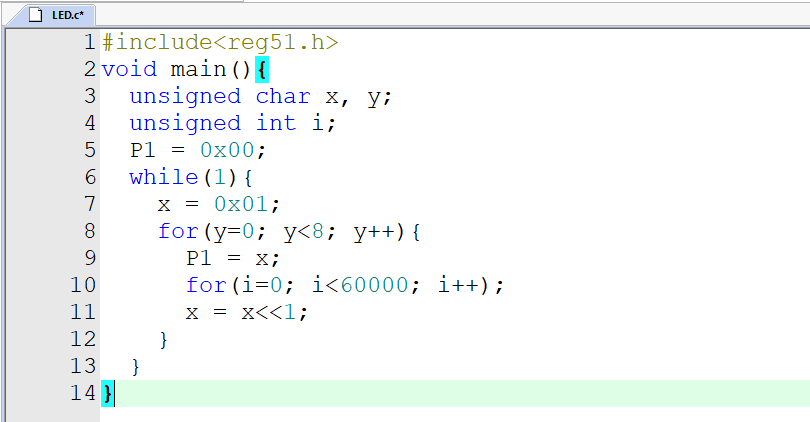 LED.c*
1 #include<reg51.h>
2 void main(){
3   unsigned char x, y;
4   unsigned int i;
5   P1 = 0x00;
6   while(1){
7     x = 0x01;
8     for(y=0; y<8; y++){
9       P1 = x;
10       for(i=0; i<60000; i++);
11       x = x<<1;
12     }
13   }
14 }